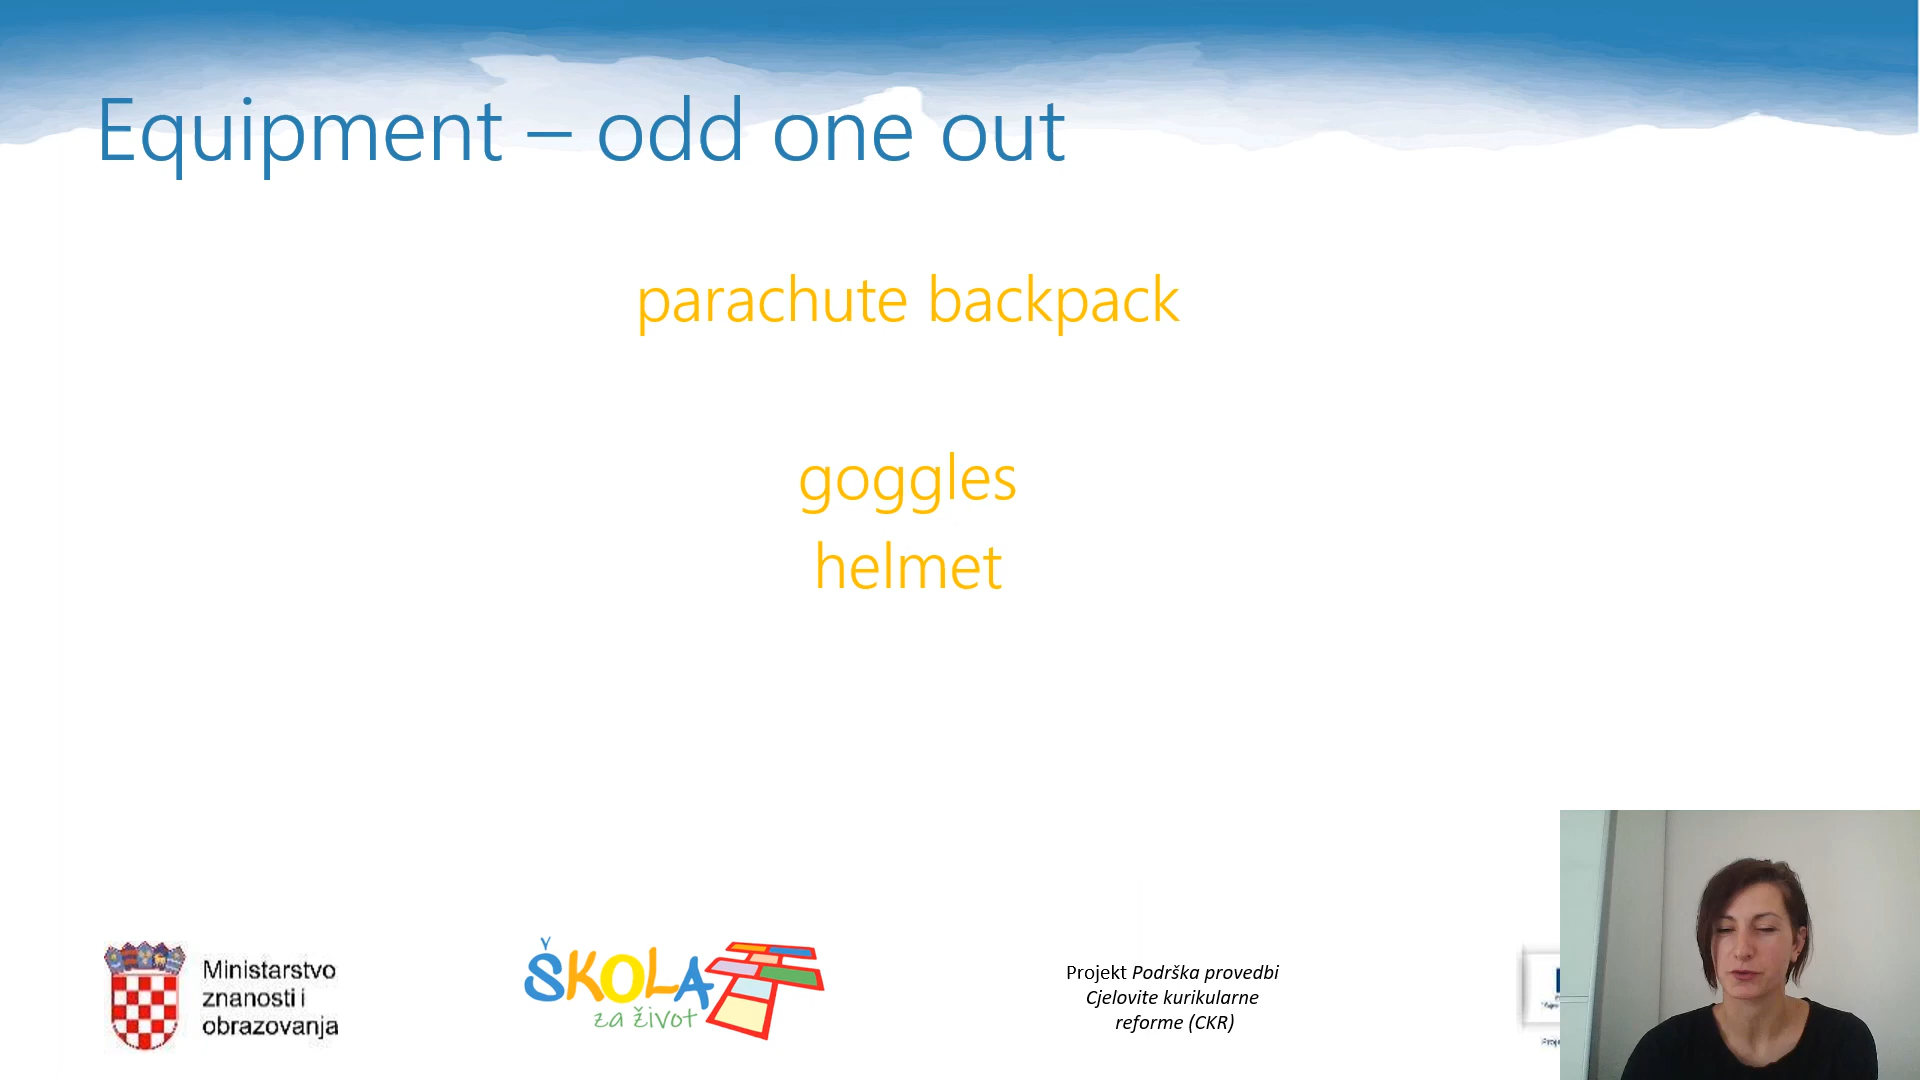 Equipment – odd one out
parachute backpack
goggles
helmet
Ministarstvo
znanosti i
obrazovanja
ŠKOLA
za život
Projekt Podrška provedbi
Cjelovite kurikularne
reforme (CKR)